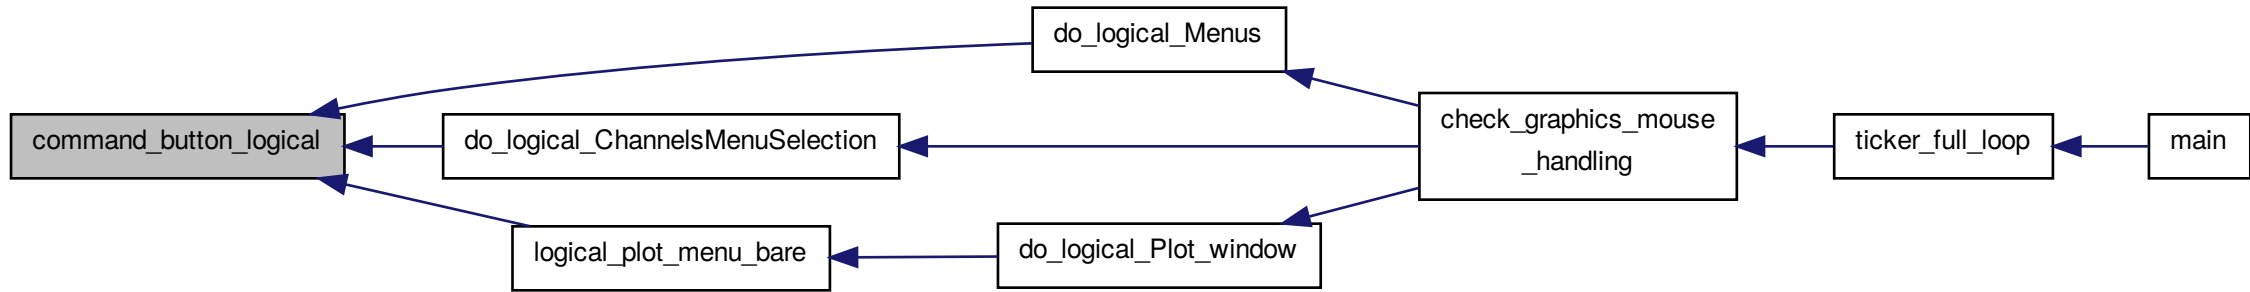 do_logical_Menus
command_button_logical
do_logical_ChannelsMenuSelection
check_graphics_mouse
_handling
ticker_full_loop
main
logical_plot_menu_bare
do_logical_Plot_window